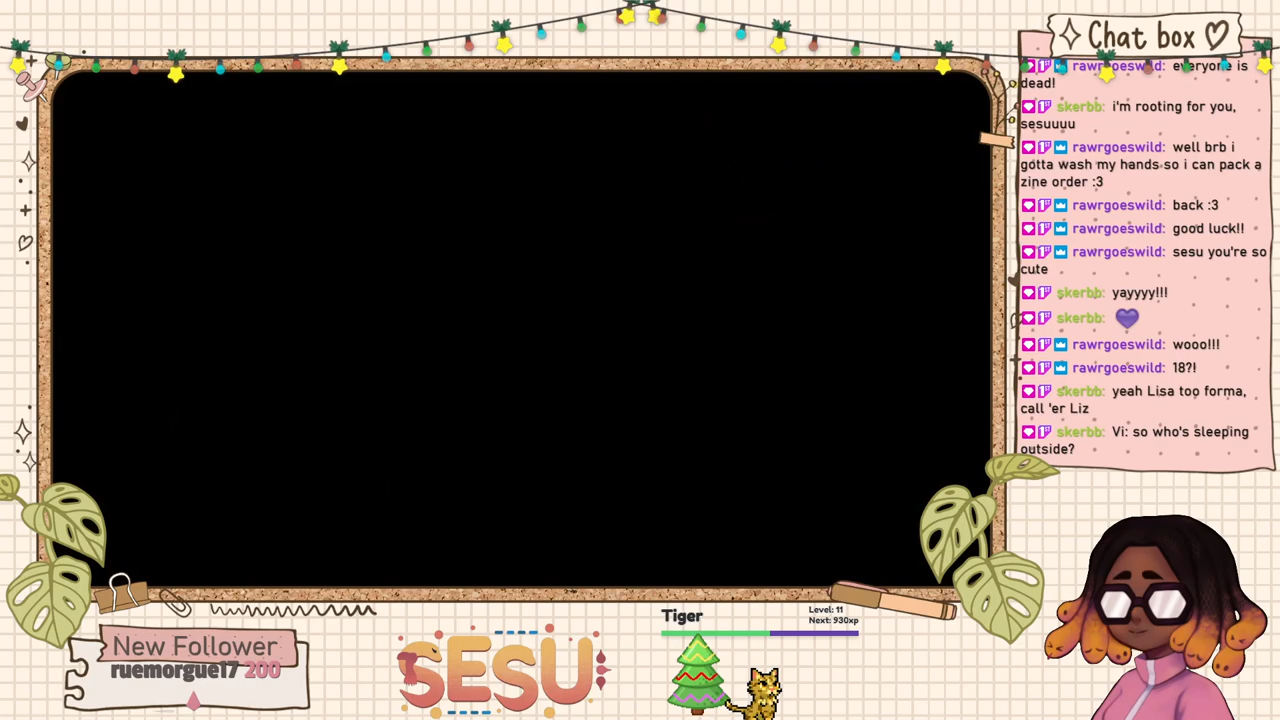 Chat box
rawrgoeswild: everyone is
dead!
skerbb: i'm rooting for you,
sesuuuu
rawrgoeswild: well brb i
gotta wash my hands so i can pack a
zine order :3
rawrgoeswild: back :3
rawrgoeswild: good luck!!
rawrgoeswild: sesu you're so
cute
skerbb: yayyyy!!!
skerbb:
rawrgoeswild: wooo!!!
rawrgoeswild: 18?!
skerbb: yeah Lisa too forma,
call 'er Liz
skerbb: Vi: so who's sleeping
outside?
New Follower
ruemorgue17 200
SESU
Tiger
Level: 11
Next: 930xp